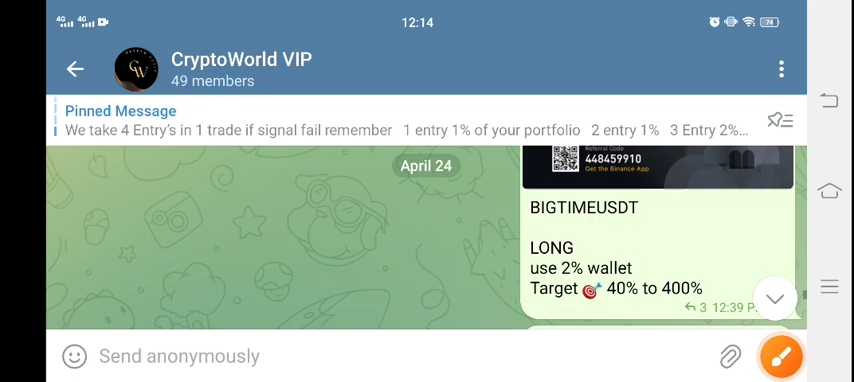 4G 4G
12:14
74
GW
CryptoWorld VIP
49 members
Pinned Message
We take 4 Entry's in 1 trade if signal fail remember 1 entry 1% of your portfolio 2 entry 1% 3 Entry 2%...
April 24
Referral Code
448459910
Get the Binance App
BIGTIMEUSDT
LONG
use 2% wallet
Target 🎯 40% to 400%
3 12:39 P
Send anonymously